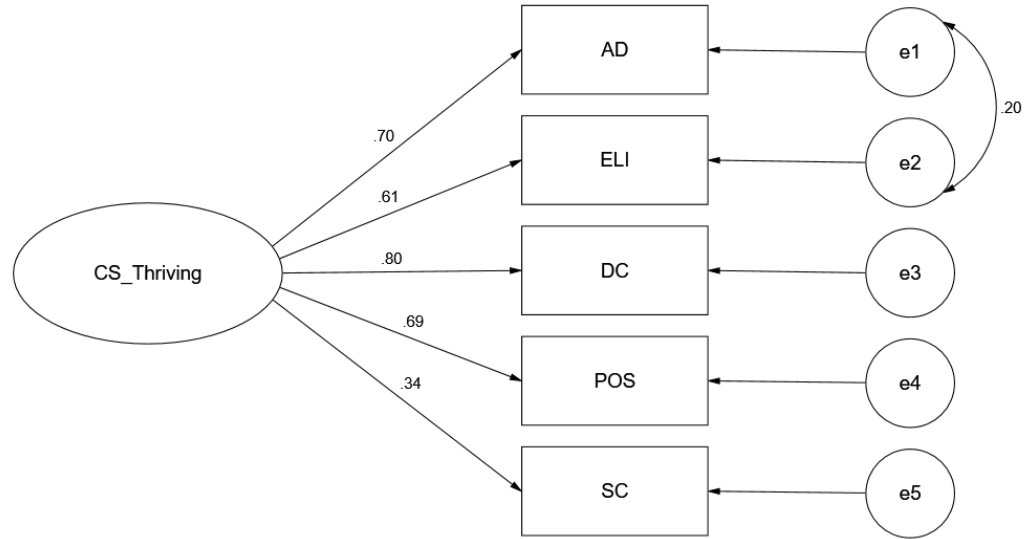 AD
e1
.70
.20
ELI
e2
.61
CS_Thriving
.80
DC
e3
.69
POS
e4
.34
SC
e5